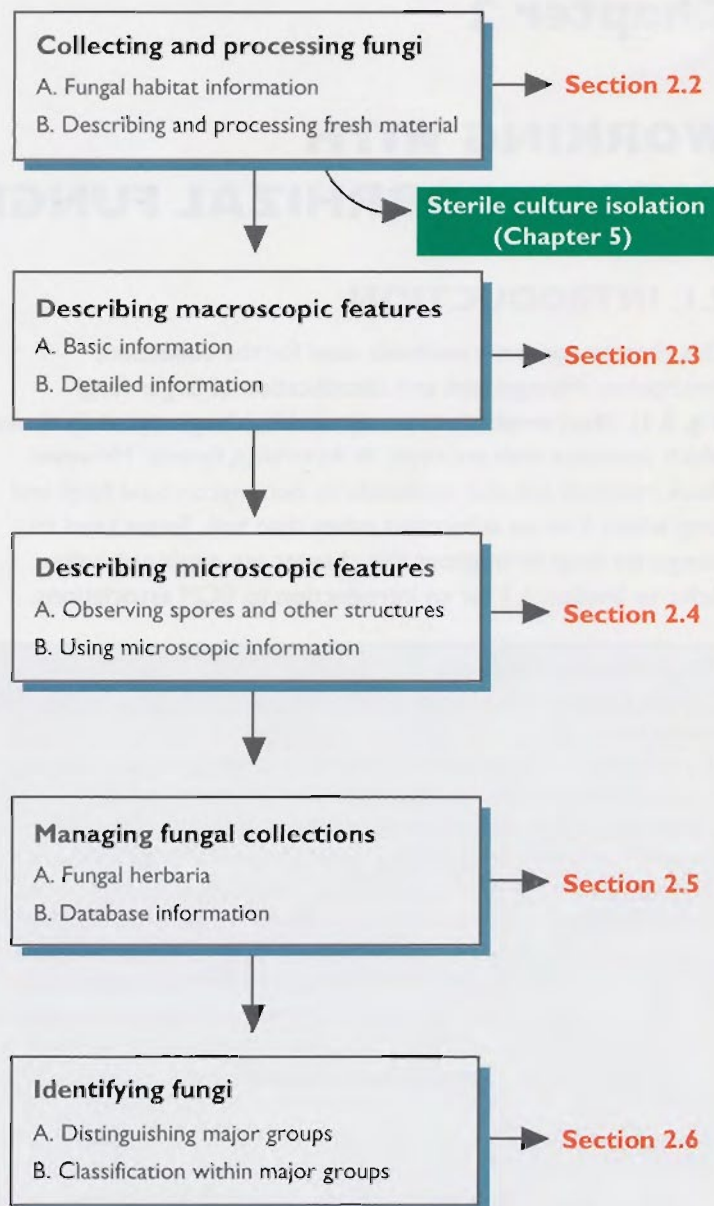 Collecting and processing fungi
A. Fungal habitat information
B. Describing and processing fresh material
Section 2.2
Sterile culture isolation
(Chapter 5)
Describing macroscopic features
A. Basic information
B. Detailed information
Section 2.3
Describing microscopic features
A. Observing spores and other structures
B. Using microscopic information
Section 2.4
Managing fungal collections
A. Fungal herbaria
B. Database information
Section 2.5
Identifying fungi
A. Distinguishing major groups
B. Classification within major groups
Section 2.6